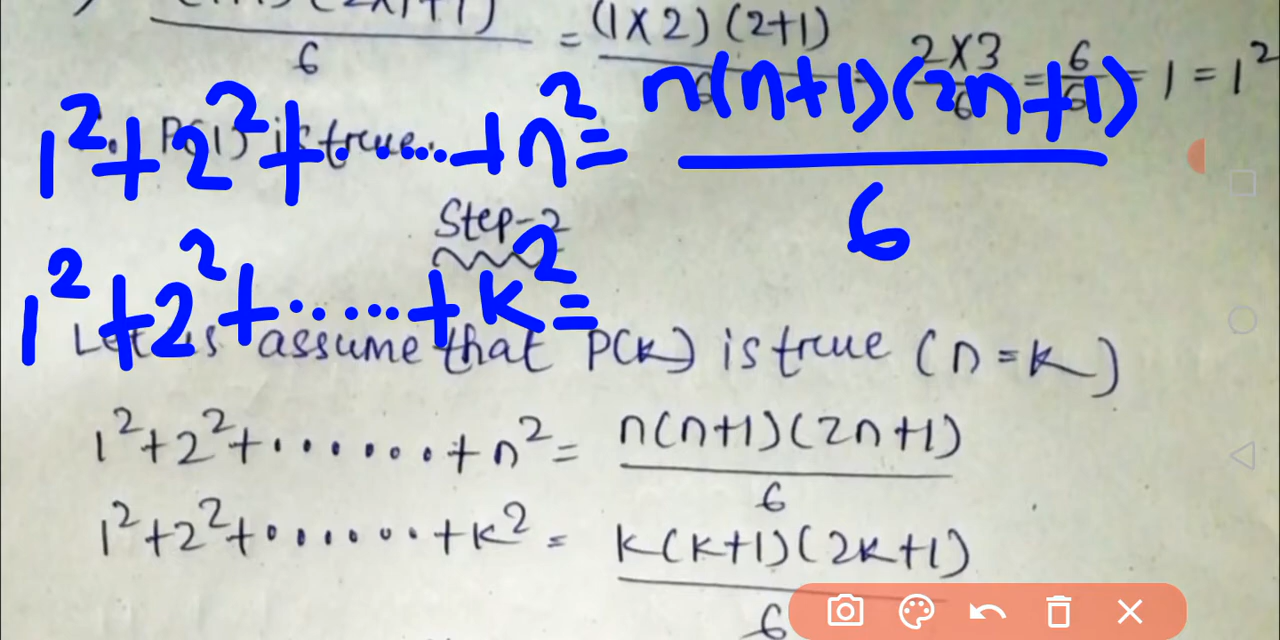 6 = (1×2)(2+1) = 2×3/6 = 6/6 = 1 = 1²
1²+2²+.....+n²= n(n+1)(2n+1)/6
P(1) is true.
Step-2
1²+2²+......+k²=
Let us assume that P(k) is true (n=k)
1²+2²+.......+n²= n(n+1)(2n+1)/6
1²+2²+.......+k² = k(k+1)(2k+1)/6